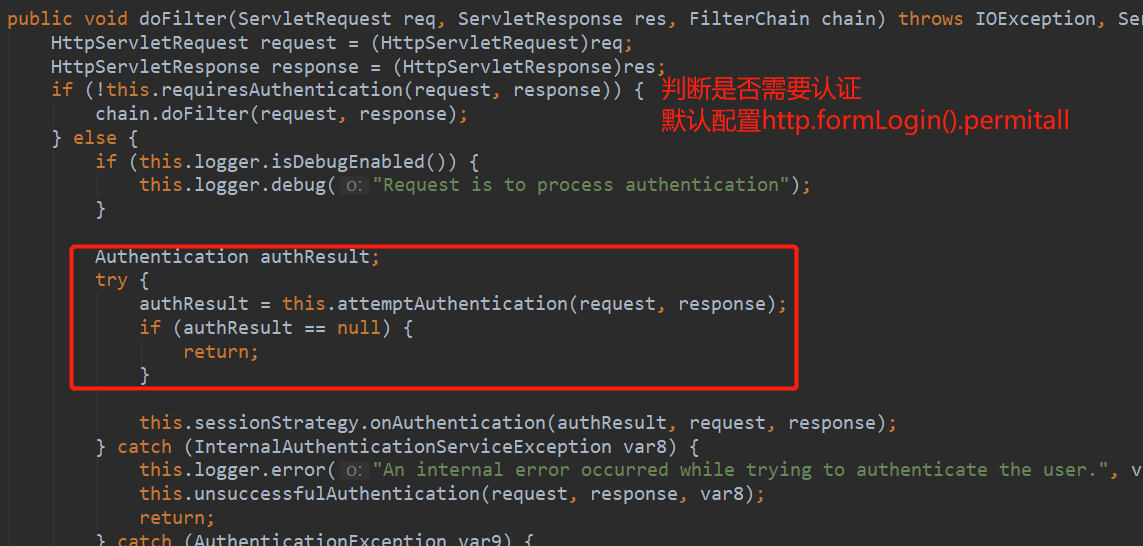 public void doFilter(ServletRequest req, ServletResponse res, FilterChain chain) throws IOException, Se
HttpServletRequest request = (HttpServletRequest)req;
HttpServletResponse response = (HttpServletResponse)res;
if (!this.requiresAuthentication(request, response)) { 判断是否需要认证
chain.doFilter(request, response); 默认配置http.formLogin().permitall
} else {
if (this.logger.isDebugEnabled()) {
this.logger.debug( o: "Request is to process authentication");
}
Authentication authResult;
try {
authResult = this.attemptAuthentication(request, response);
if (authResult == null) {
return;
}
this.sessionStrategy.onAuthentication(authResult, request, response);
} catch (InternalAuthenticationServiceException var8) {
this.logger.error( o: "An internal error occurred while trying to authenticate the user.", v
this.unsuccessfulAuthentication(request, response, var8);
return;
} catch (AuthenticationException var9) {